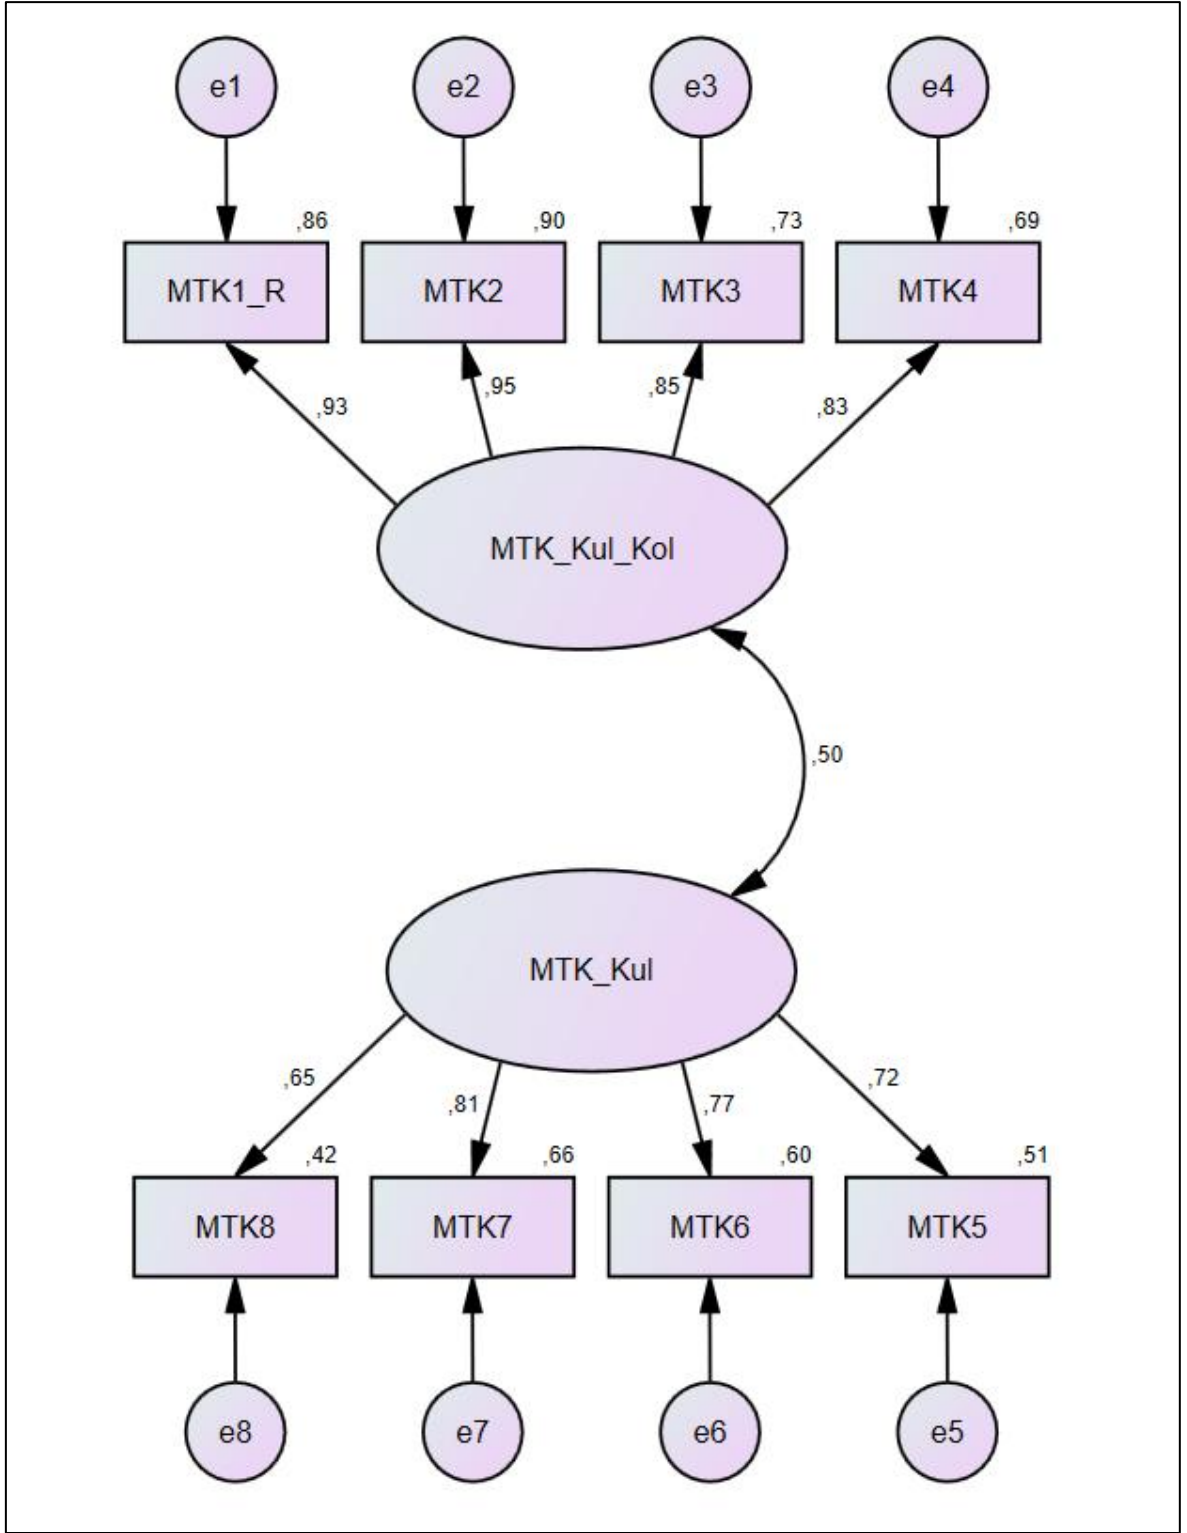 e1 e2 e3 e4
,86 ,90 ,73 ,69
MTK1_R MTK2 MTK3 MTK4
,93 ,95 ,85 ,83
MTK_Kul_Kol
,50
MTK_Kul
,65 ,81 ,77 ,72
,42 ,66 ,60 ,51
MTK8 MTK7 MTK6 MTK5
e8 e7 e6 e5